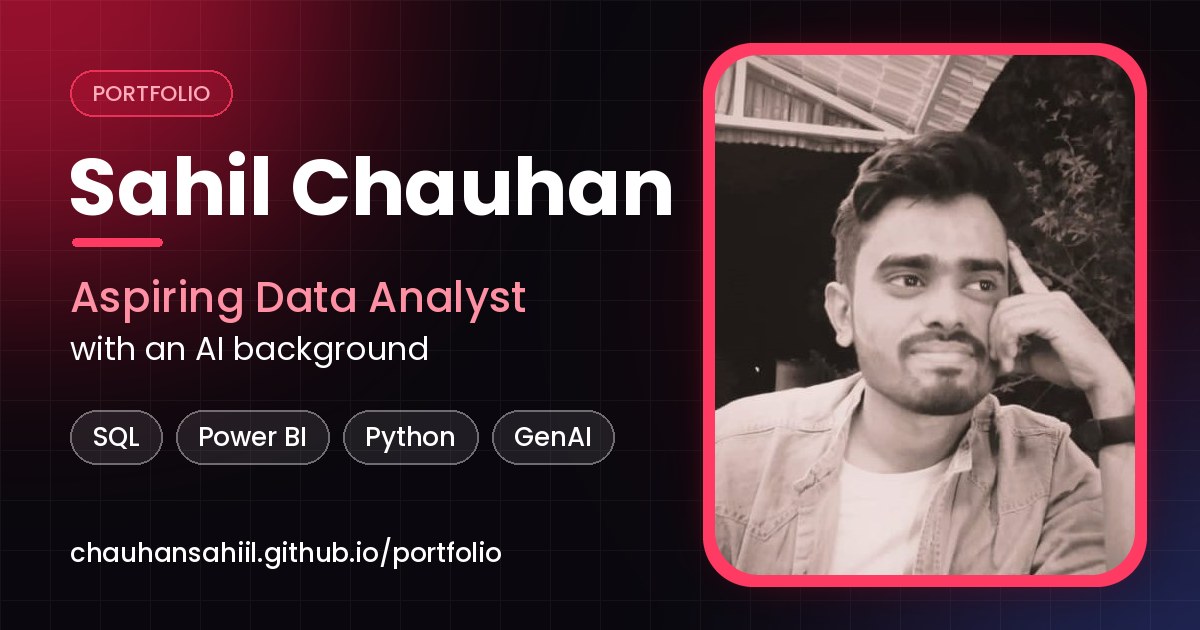 PORTFOLIO
Sahil Chauhan
Aspiring Data Analyst
with an AI background
SQL Power BI Python GenAI
chauhansahiil.github.io/portfolio